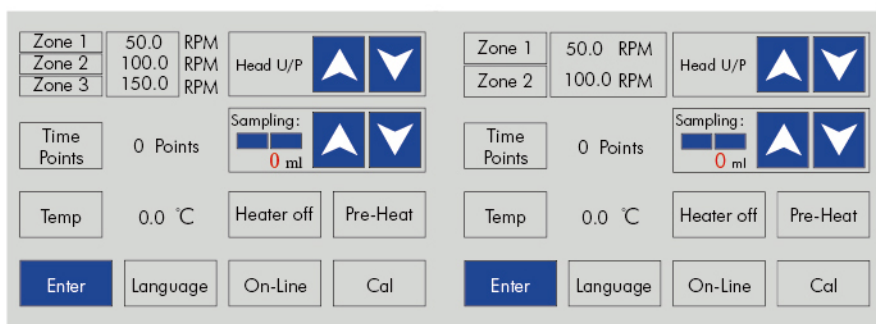 Zone 1 50.0 RPM
Zone 2 100.0 RPM
Zone 3 150.0 RPM
Head U/P
Sampling:
0 ml
Time
Points
0 Points
Temp 0.0 ℃ Heater off Pre-Heat
Enter Language On-Line Cal
Zone 1 50.0 RPM
Zone 2 100.0 RPM
Head U/P
Sampling:
0 ml
Time
Points
0 Points
Temp 0.0 ℃ Heater off Pre-Heat
Enter Language On-Line Cal